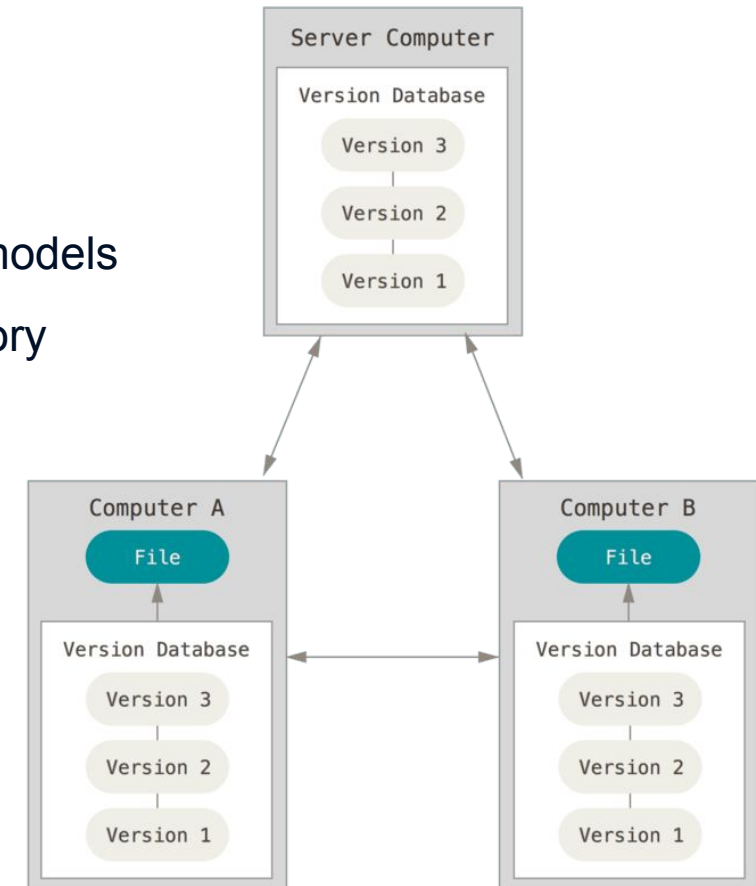 Server Computer
Version Database
Version 3
Version 2
Version 1
models
ory
Computer A
File
Version Database
Version 3
Version 2
Version 1
Computer B
File
Version Database
Version 3
Version 2
Version 1